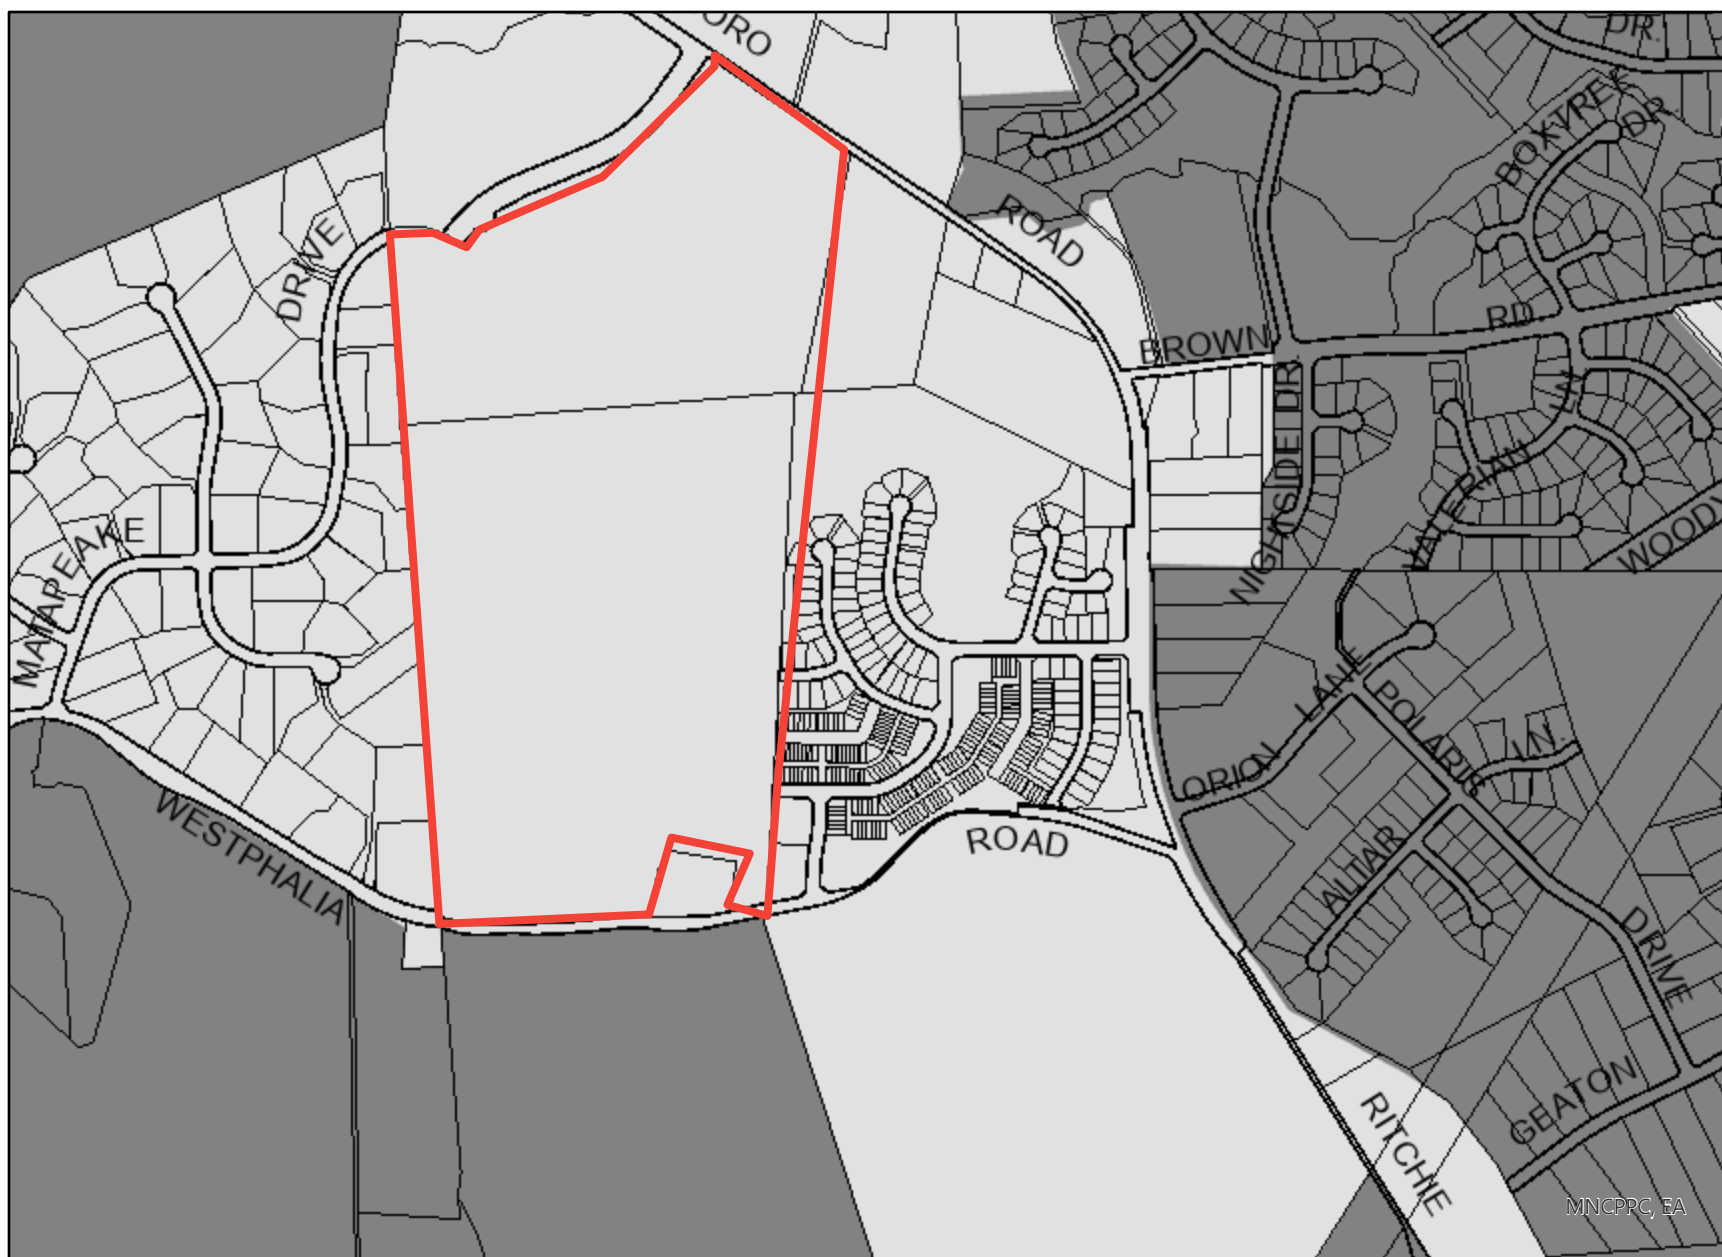 ORO
DR.
BOXTREE
DR.
ROAD
DRIVE
BROWN
RD.
NIGHTSIDE DR
LN
VALERIAN
WOODY
MATAPEAKE
LANE
ORION
POLARIS
LN.
WESTPHALIA
ROAD
ALTAR
DRIVE
GEATON
RITCHIE
MNCPPC, EA